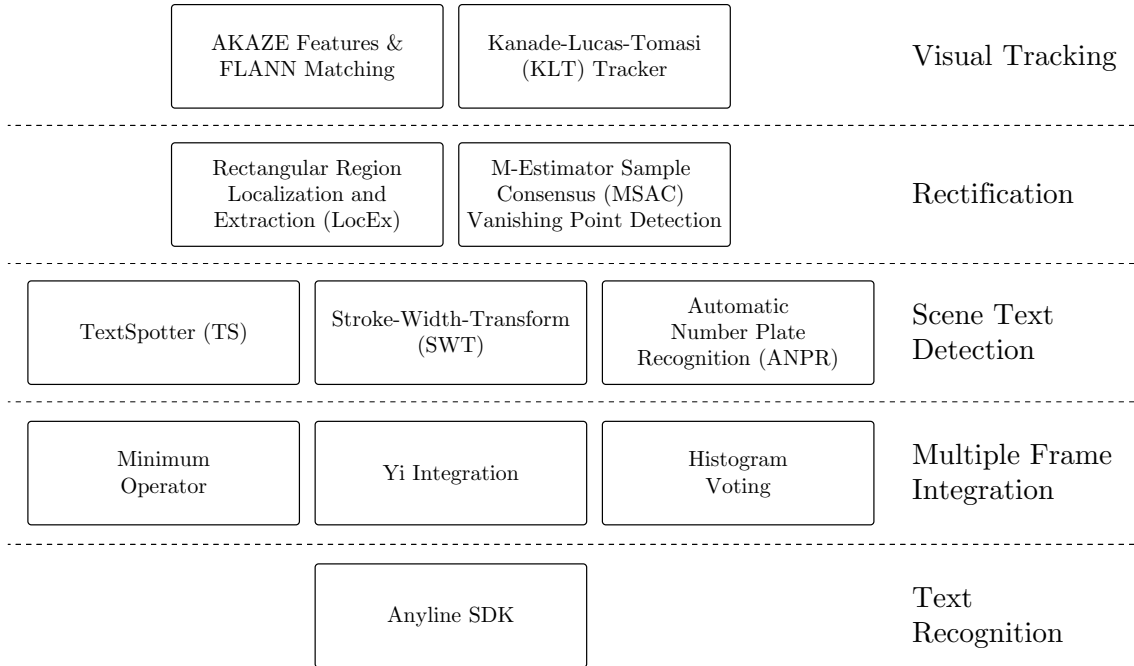 AKAZE Features &
FLANN Matching
Kanade-Lucas-Tomasi
(KLT) Tracker
Visual Tracking
Rectangular Region
Localization and
Extraction (LocEx)
M-Estimator Sample
Consensus (MSAC)
Vanishing Point Detection
Rectification
TextSpotter (TS)
Stroke-Width-Transform
(SWT)
Automatic
Number Plate
Recognition (ANPR)
Scene Text
Detection
Minimum
Operator
Yi Integration
Histogram
Voting
Multiple Frame
Integration
Anyline SDK
Text
Recognition